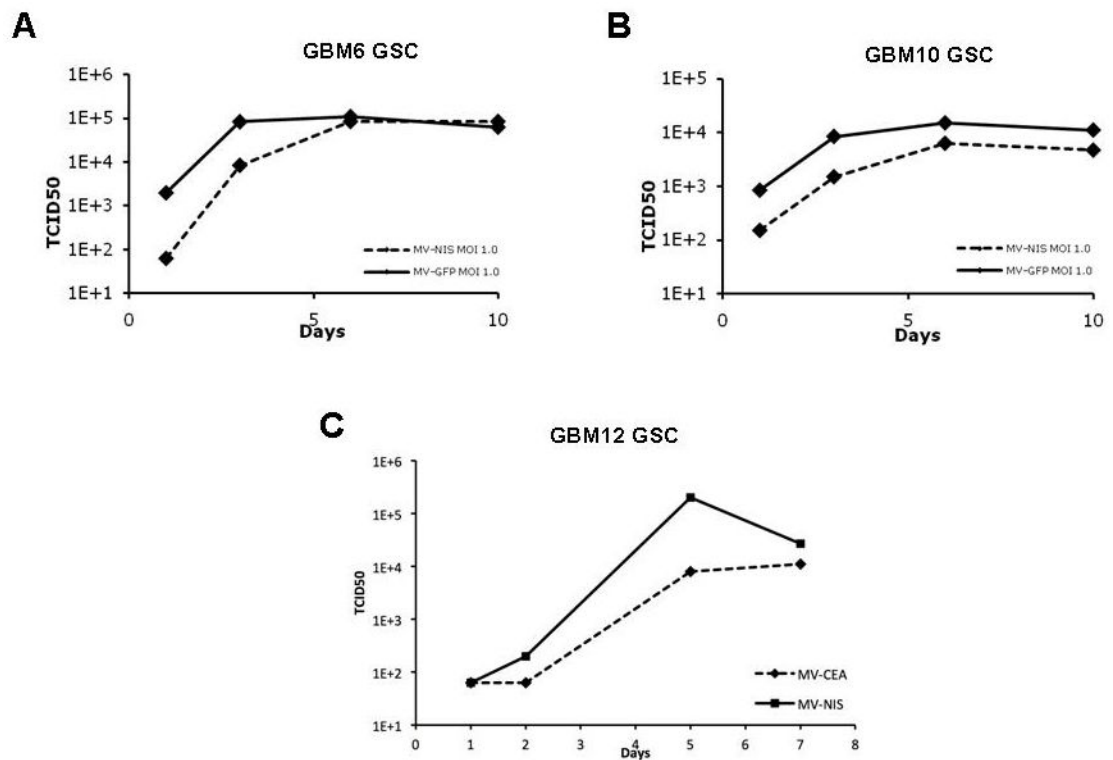 A
GBM6 GSC
1E+6
1E+5
1E+4
1E+3
1E+2
1E+1
TCID50
0
5
10
Days
MV-NIS MOI 1.0
MV-GFP MOI 1.0
B
GBM10 GSC
1E+5
1E+4
1E+3
1E+2
1E+1
TCID50
0
5
10
Days
MV-NIS MOI 1.0
MV-GFP MOI 1.0
C
GBM12 GSC
1E+6
1E+5
1E+4
1E+3
1E+2
1E+1
TCID50
0
1
2
3
4
5
6
7
8
Days
MV-CEA
MV-NIS